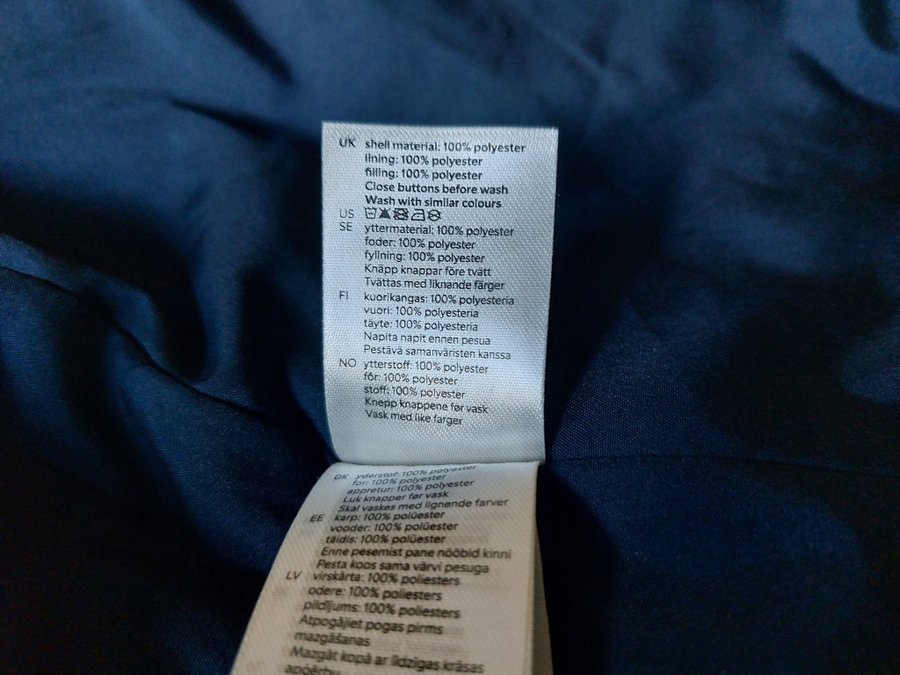 UK shell material: 100% polyester
lining: 100% polyester
filling: 100% polyester
Close buttons before wash
Wash with similar colours
US
SE yttermaterial: 100% polyester
foder: 100% polyester
fyllning: 100% polyester
Knäpp knappar före tvätt
Tvättas med liknande färger
FI kuorikangas: 100% polyesteria
vuori: 100% polyesteria
täyte: 100% polyesteria
Napita napit ennen pesua
Pestävä samanväristen kanssa
NO ytterstoff: 100% polyester
fôr: 100% polyester
stoff: 100% polyester
Knepp knappene før vask
Vask med like farger
DK yderstof: 100% polyester
for: 100% polyester
appretur: 100% polyester
Luk knapper før vask
Skal vaskes med lignende farver
EE karp: 100% polüester
vooder: 100% polüester
täidis: 100% polüester
Enne pesemist pane nööbid kinni
Pesta koos sama värvi pesuga
LV virskārta: 100% poliesters
odere: 100% poliesters
pildījums: 100% poliesters
Atpogājiet pogas pirms
mazgāšanas
Mazgāt kopā ar līdzīgas krāsas
apģērbu